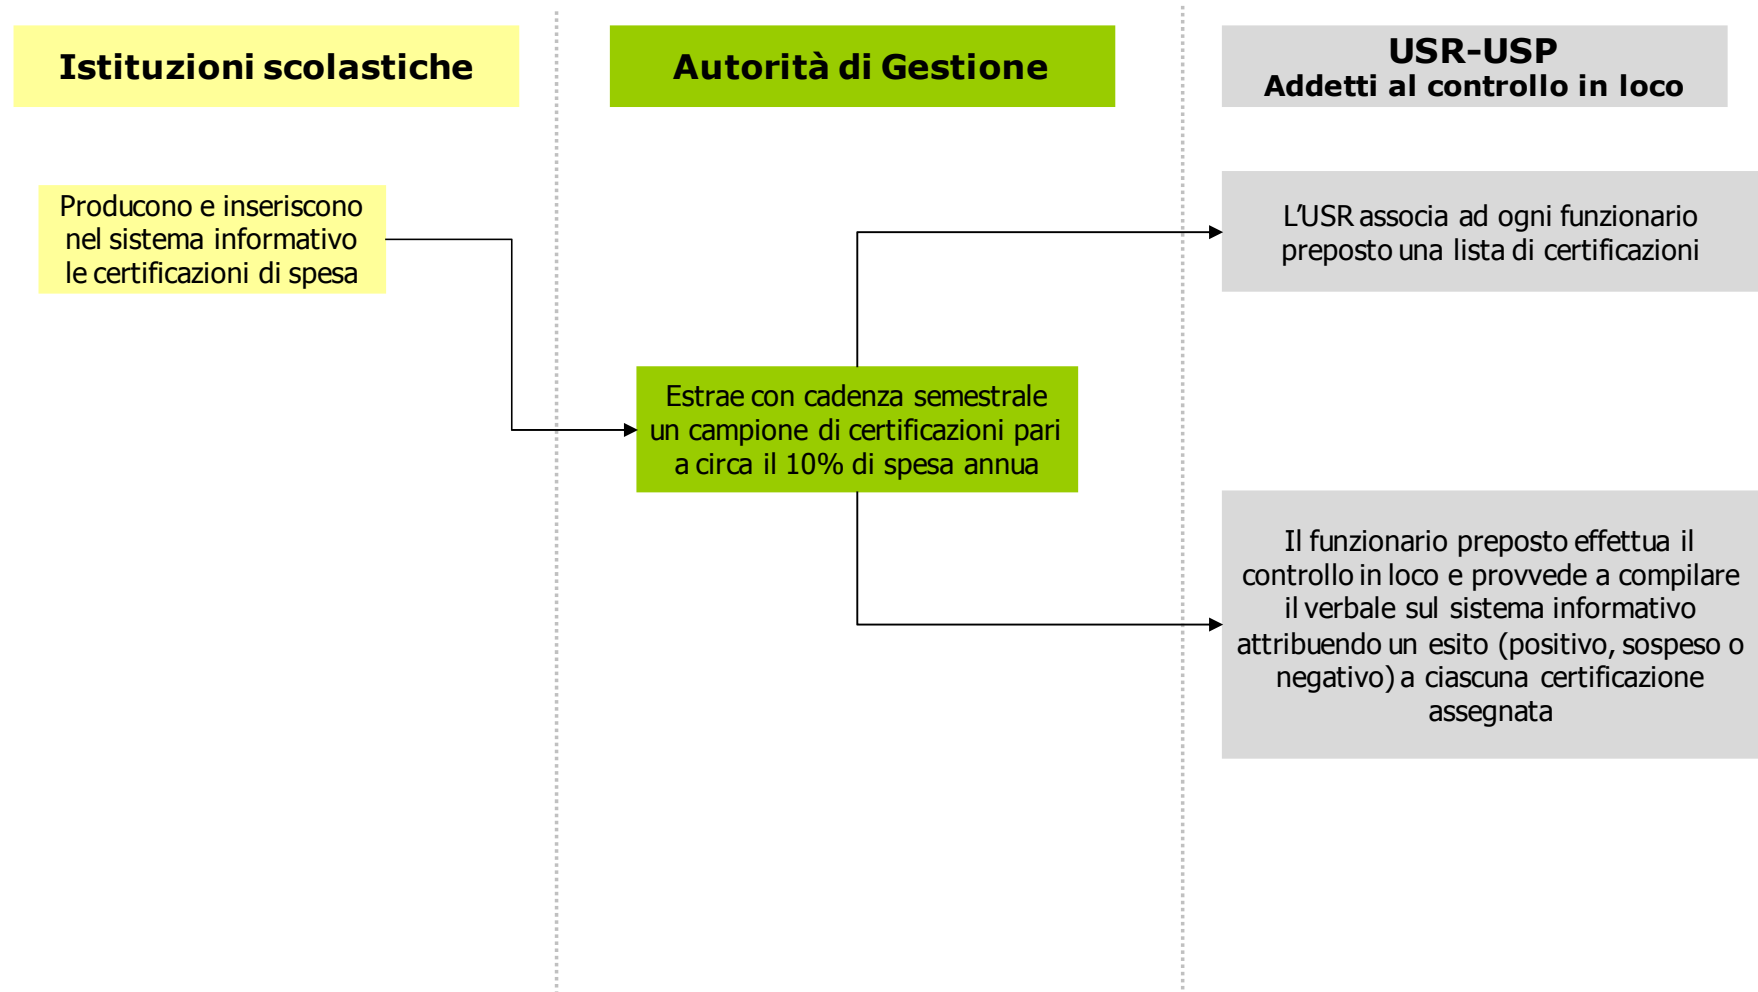 Istituzioni scolastiche
Autorità di Gestione
USR-USP
Addetti al controllo in loco
Producono e inseriscono
nel sistema informativo
le certificazioni di spesa
L’USR associa ad ogni funzionario
preposto una lista di certificazioni
Estrae con cadenza semestrale
un campione di certificazioni pari
a circa il 10% di spesa annua
Il funzionario preposto effettua il
controllo in loco e provvede a compilare
il verbale sul sistema informativo
attribuendo un esito (positivo, sospeso o
negativo) a ciascuna certificazione
assegnata